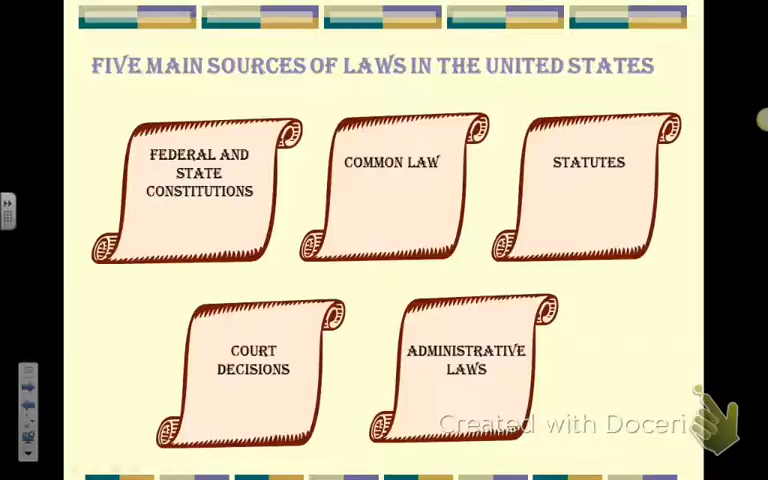 FIVE MAIN SOURCES OF LAWS IN THE UNITED STATES
FEDERAL AND
STATE
CONSTITUTIONS
COMMON LAW
STATUTES
COURT
DECISIONS
ADMINISTRATIVE
LAWS
Created with Doceri